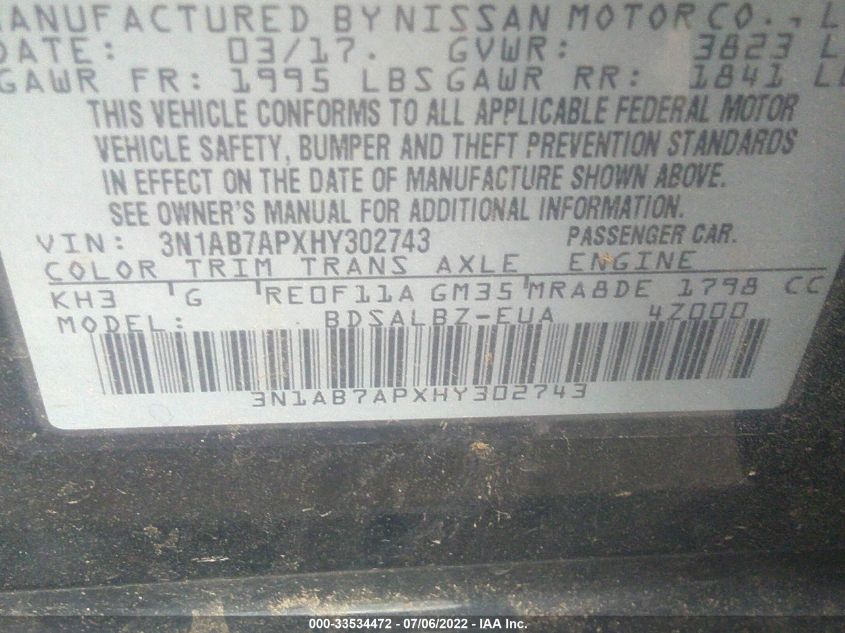 MANUFACTURED BY NISSAN MOTOR CO., L
DATE: 03/17. GVWR: 3823 L
GAWR FR: 1995 LBS GAWR RR: 1841 LB
THIS VEHICLE CONFORMS TO ALL APPLICABLE FEDERAL MOTOR
VEHICLE SAFETY, BUMPER AND THEFT PREVENTION STANDARDS
IN EFFECT ON THE DATE OF MANUFACTURE SHOWN ABOVE.
SEE OWNER'S MANUAL FOR ADDITIONAL INFORMATION.
VIN: 3N1AB7APXHY302743 PASSENGER CAR.
COLOR TRIM TRANS AXLE ENGINE
KH3 G RE0F11A GM35 MRA8DE 1798 CC
MODEL: BDSALBZ-EUA 4Z000
3N1AB7APXHY302743
000-33534472 - 07/06/2022 - IAA Inc.